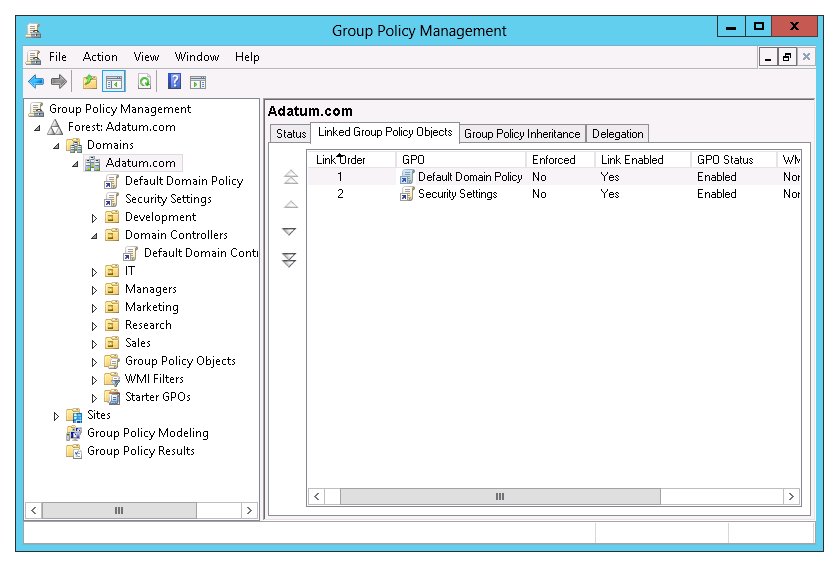 Group Policy Management
File Action View Window Help
Group Policy Management
Forest: Adatum.com
Domains
Adatum.com
Default Domain Policy
Security Settings
Development
Domain Controllers
Default Domain Contr
IT
Managers
Marketing
Research
Sales
Group Policy Objects
WMI Filters
Starter GPOs
Sites
Group Policy Modeling
Group Policy Results
Adatum.com
Status Linked Group Policy Objects Group Policy Inheritance Delegation
Link Order GPO Enforced Link Enabled GPO Status WM
1 Default Domain Policy No Yes Enabled Nor
2 Security Settings No Yes Enabled Nor